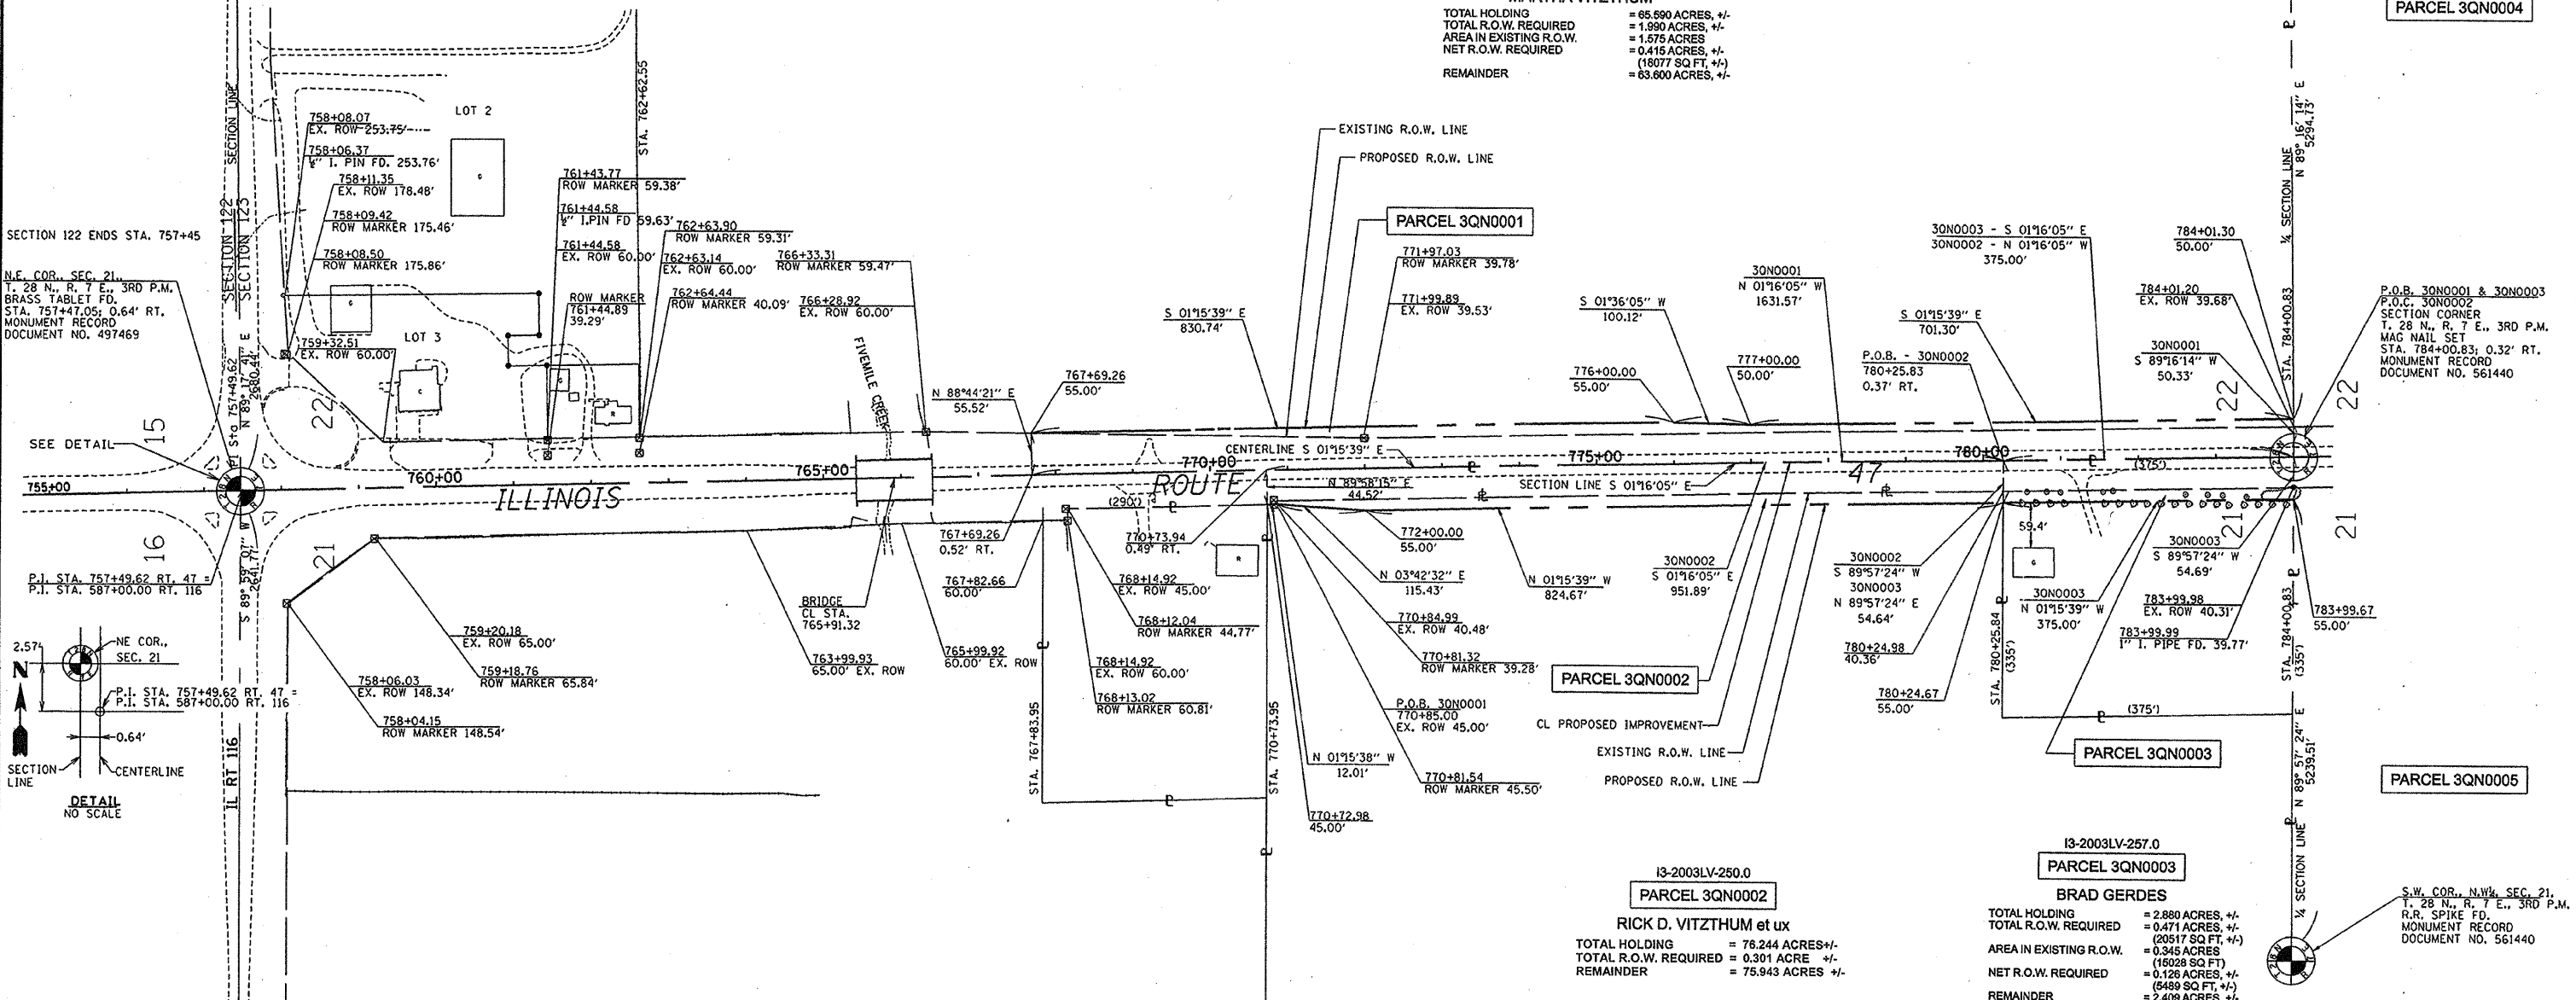 TOTAL HOLDING = 65.590 ACRES, +/-
TOTAL R.O.W. REQUIRED = 1.990 ACRES, +/-
AREA IN EXISTING R.O.W. = 1.575 ACRES
NET R.O.W. REQUIRED = 0.415 ACRES, +/-
(18077 SQ FT, +/-)
REMAINDER = 63.600 ACRES, +/-
PARCEL 3QN0004
N 89° 16' 14" E
5294.73'
¼ SECTION LINE
STA. 784+00.83
SECTION LINE
SECTION 122
SECTION 123
LOT 2
STA. 762+62.55
758+08.07
EX. ROW 253.75'
758+06.37
½" I. PIN FD. 253.76'
758+11.35
EX. ROW 178.48'
758+09.42
ROW MARKER 175.46'
758+08.50
ROW MARKER 175.86'
SECTION 122 ENDS STA. 757+45
N.E. COR., SEC. 21.,
T. 28 N., R. 7 E., 3RD P.M.
BRASS TABLET FD.
STA. 757+47.05; 0.64' RT.
MONUMENT RECORD
DOCUMENT NO. 497469
LOT 3
759+32.51
EX. ROW 60.00'
761+43.77
ROW MARKER 59.38'
761+44.58
½" I.PIN FD 59.63'
761+44.58
EX. ROW 60.00'
ROW MARKER
761+44.89
39.29'
762+63.90
ROW MARKER 59.31'
762+63.14
EX. ROW 60.00'
762+64.44
ROW MARKER 40.09'
766+33.31
ROW MARKER 59.47'
766+28.92
EX. ROW 60.00'
FIVEMILE CREEK
EXISTING R.O.W. LINE
PROPOSED R.O.W. LINE
PARCEL 3QN0001
771+97.03
ROW MARKER 39.78'
771+99.89
EX. ROW 39.53'
S 01°15'39" E
830.74'
N 88°44'21" E
55.52'
767+69.26
55.00'
S 01°36'05" W
100.12'
776+00.00
55.00'
777+00.00
50.00'
30N0001
N 01°16'05" W
1631.57'
30N0003 - S 01°16'05" E
30N0002 - N 01°16'05" W
375.00'
S 01°15'39" E
701.30'
P.O.B. - 30N0002
780+25.83
0.37' RT.
784+01.30
50.00'
784+01.20
EX. ROW 39.68'
30N0001
S 89°16'14" W
50.33'
P.O.B. 30N0001 & 30N0003
P.O.C. 30N0002
SECTION CORNER
T. 28 N., R. 7 E., 3RD P.M.
MAG NAIL SET
STA. 784+00.83; 0.32' RT.
MONUMENT RECORD
DOCUMENT NO. 561440
SEE DETAIL
15
22
22
22
PI Sta 757+49.62
N 89° 17' 41" E
2680.44'
755+00
760+00
765+00
770+00
775+00
780+00
ILLINOIS
ROUTE
47
CENTERLINE S 01°15'39" E
SECTION LINE S 01°16'05" E
N 89°58'15" E
44.52'
(290')
(375')
16
21
21
21
S 89° 59' 07" W
2641.77'
P.I. STA. 757+49.62 RT. 47 =
P.I. STA. 587+00.00 RT. 116
2.57'
N
NE COR.,
SEC. 21
P.I. STA. 757+49.62 RT. 47 =
P.I. STA. 587+00.00 RT. 116
0.64'
SECTION
LINE
CENTERLINE
DETAIL
NO SCALE
IL RT 116
758+06.03
EX. ROW 148.34'
758+04.15
ROW MARKER 148.54'
759+20.18
EX. ROW 65.00'
759+18.76
ROW MARKER 65.84'
BRIDGE
CL STA.
765+91.32
763+99.93
65.00' EX. ROW
765+99.92
60.00' EX. ROW
767+69.26
0.52' RT.
767+82.66
60.00'
STA. 767+83.95
768+14.92
EX. ROW 45.00'
768+12.04
ROW MARKER 44.77'
768+14.92
EX. ROW 60.00'
768+13.02
ROW MARKER 60.81'
770+73.94
0.49' RT.
STA. 770+73.95
772+00.00
55.00'
N 03°42'32" E
115.43'
770+84.99
EX. ROW 40.48'
770+81.32
ROW MARKER 39.28'
P.O.B. 30N0001
770+85.00
EX. ROW 45.00'
N 01°15'38" W
12.01'
770+81.54
ROW MARKER 45.50'
770+72.98
45.00'
N 01°15'39" W
824.67'
30N0002
S 01°16'05" E
951.89'
PARCEL 3QN0002
CL PROPOSED IMPROVEMENT
EXISTING R.O.W. LINE
PROPOSED R.O.W. LINE
30N0002
S 89°57'24" W
30N0003
N 89°57'24" E
54.64'
780+24.98
40.36'
780+24.67
55.00'
STA. 780+25.84
(335')
59.4'
30N0003
N 01°15'39" W
375.00'
30N0003
S 89°57'24" W
54.69'
783+99.98
EX. ROW 40.31'
783+99.99
1" I. PIPE FD. 39.77'
783+99.67
55.00'
STA. 784+00.83
(335')
(375')
PARCEL 3QN0003
PARCEL 3QN0005
N 89° 57' 24" E
5239.51'
¼ SECTION LINE
I3-2003LV-250.0
PARCEL 3QN0002
RICK D. VITZTHUM et ux
TOTAL HOLDING = 76.244 ACRES+/-
TOTAL R.O.W. REQUIRED = 0.301 ACRE +/-
REMAINDER = 75.943 ACRES +/-
I3-2003LV-257.0
PARCEL 3QN0003
BRAD GERDES
TOTAL HOLDING = 2.880 ACRES, +/-
TOTAL R.O.W. REQUIRED = 0.471 ACRES, +/-
(20517 SQ FT, +/-)
AREA IN EXISTING R.O.W. = 0.345 ACRES
(15028 SQ FT)
NET R.O.W. REQUIRED = 0.126 ACRES, +/-
(5489 SQ FT, +/-)
REMAINDER = 2.409 ACRES, +/-
S.W. COR., N.W¼, SEC. 21,
T. 28 N., R. 7 E., 3RD P.M.
R.R. SPIKE FD.
MONUMENT RECORD
DOCUMENT NO. 561440